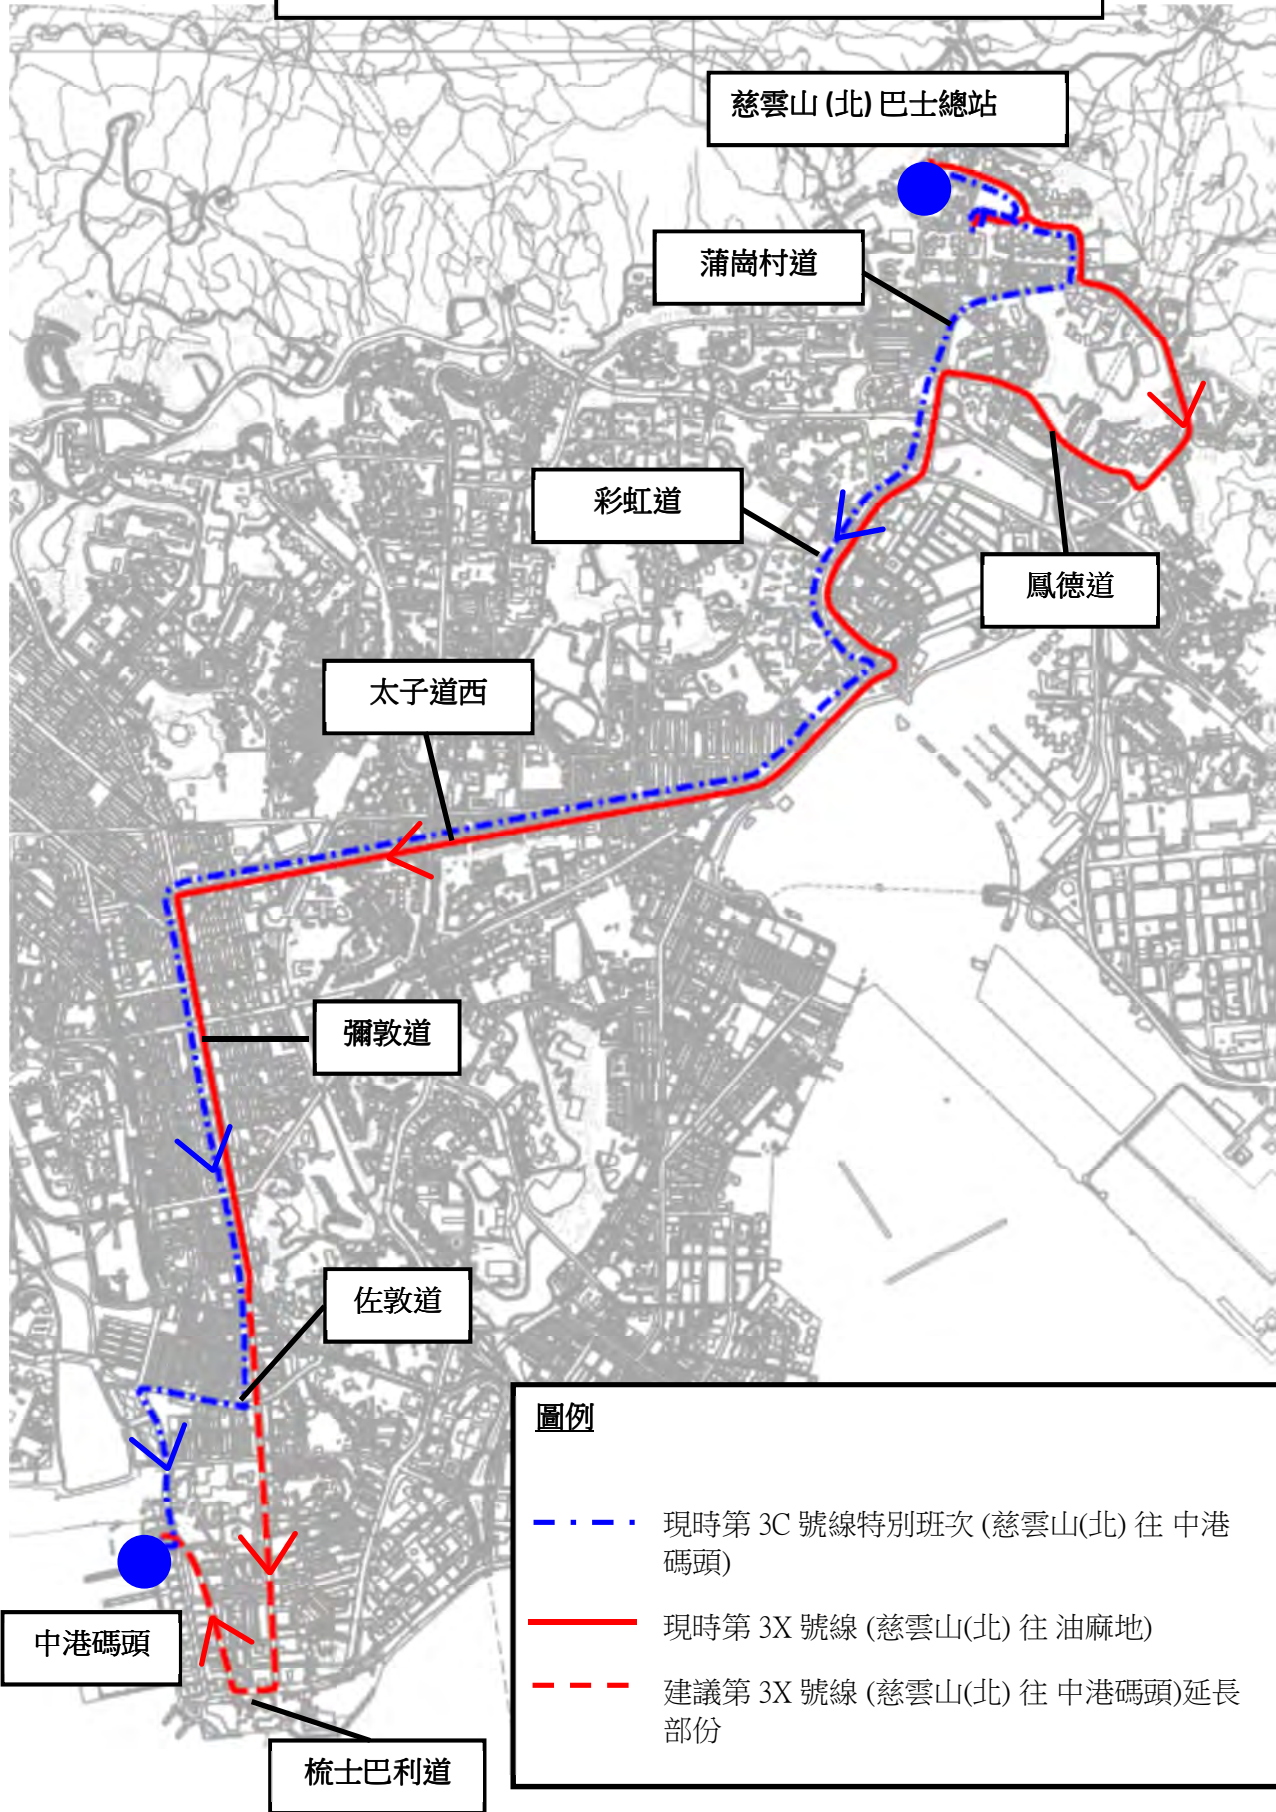 慈雲山 (北) 巴士總站
蒲崗村道
彩虹道
鳳德道
太子道西
彌敦道
佐敦道
圖例
現時第 3C 號線特別班次 (慈雲山(北) 往 中港
碼頭)
現時第 3X 號線 (慈雲山(北) 往 油麻地)
建議第 3X 號線 (慈雲山(北) 往 中港碼頭)延長
部份
中港碼頭
梳士巴利道